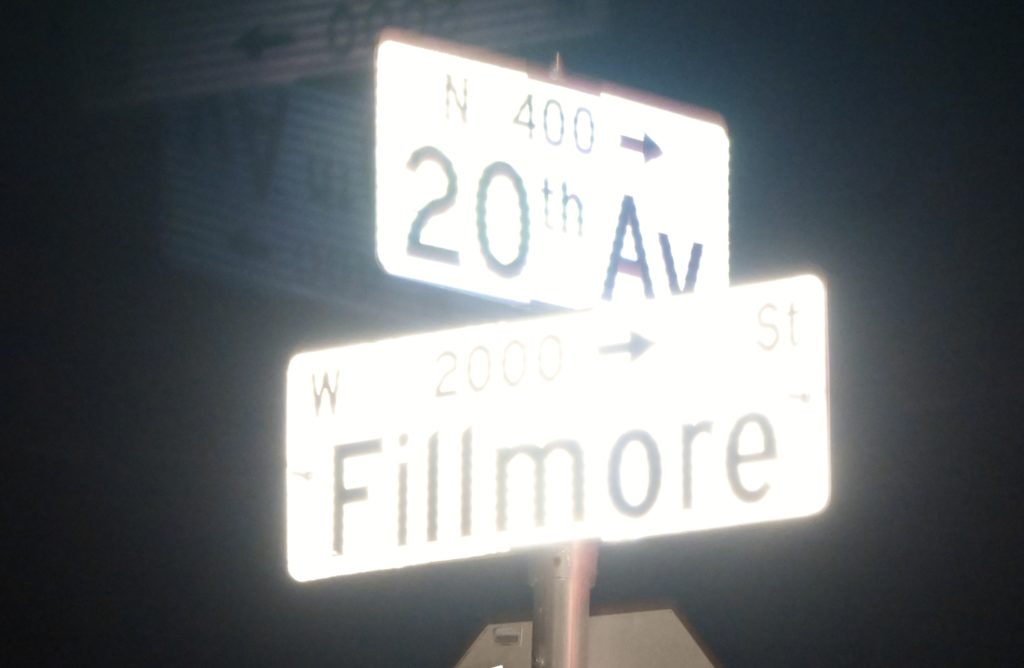 N 400 →
20th Av
W 2000 → St
Fillmore